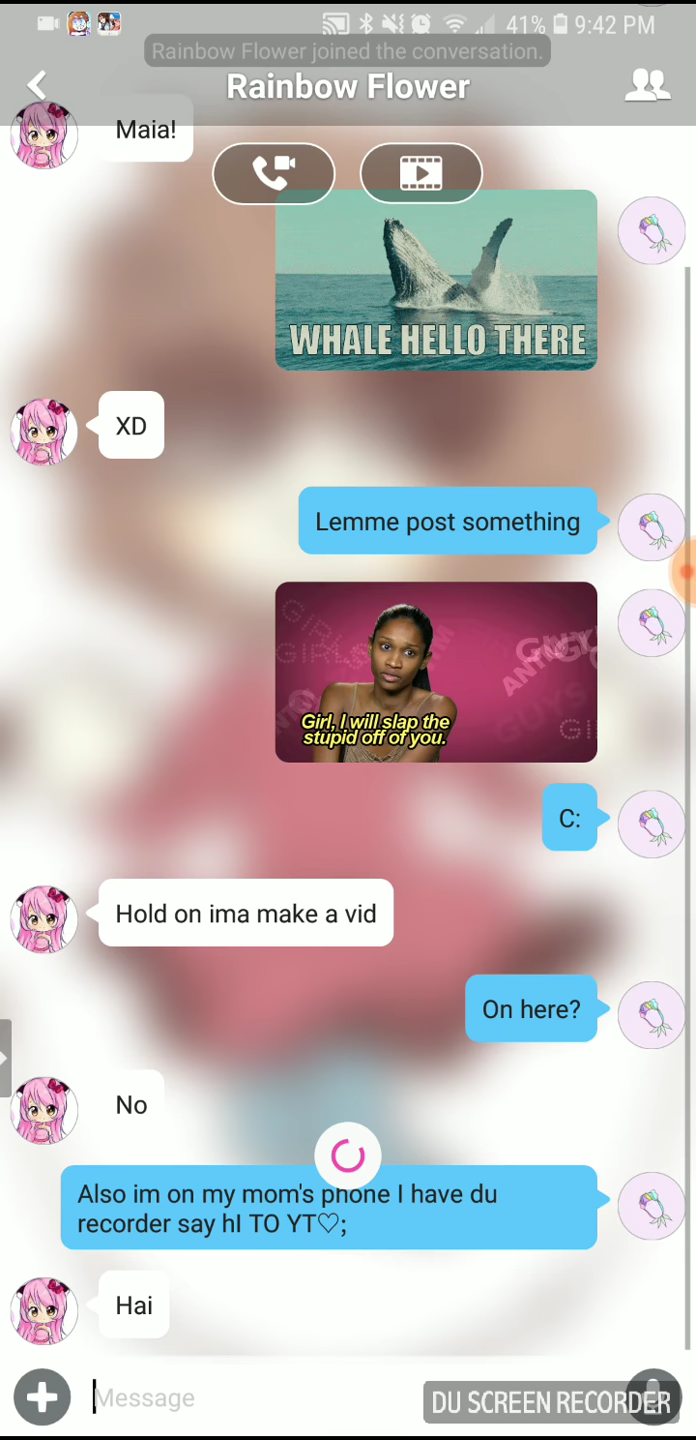 41% 9:42 PM
Rainbow Flower joined the conversation.
Rainbow Flower
Maia!
WHALE HELLO THERE
XD
Lemme post something
GIRL
GIRLS
Girl, I will slap the
stupid off of you.
C:
Hold on ima make a vid
On here?
No
Also im on my mom's phone I have du
recorder say hI TO YT♡;
Hai
Message
DU SCREEN RECORDER